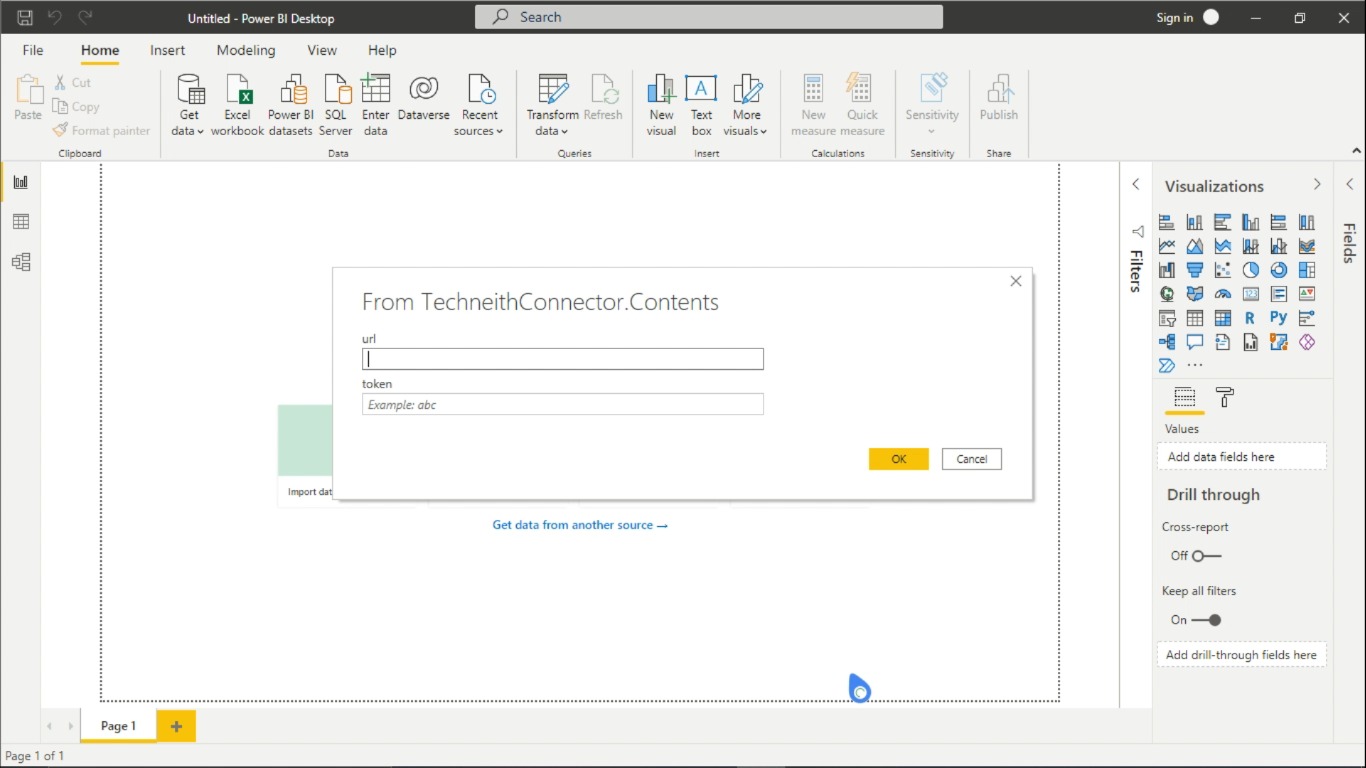 Untitled - Power BI Desktop
Search
Sign in
File Home Insert Modeling View Help
Paste
Cut
Copy
Format painter
Clipboard
Get data
Excel workbook
Power BI datasets
SQL Server
Enter data
Dataverse
Recent sources
Data
Transform data
Refresh
Queries
New visual
Text box
More visuals
Insert
New measure
Quick measure
Calculations
Sensitivity
Sensitivity
Publish
Share
From TechneithConnector.Contents
url
token
Example: abc
OK Cancel
Import dat
Get data from another source →
Filters
Visualizations
123
R Py
Values
Add data fields here
Drill through
Cross-report
Off
Keep all filters
On
Add drill-through fields here
Fields
Page 1
Page 1 of 1